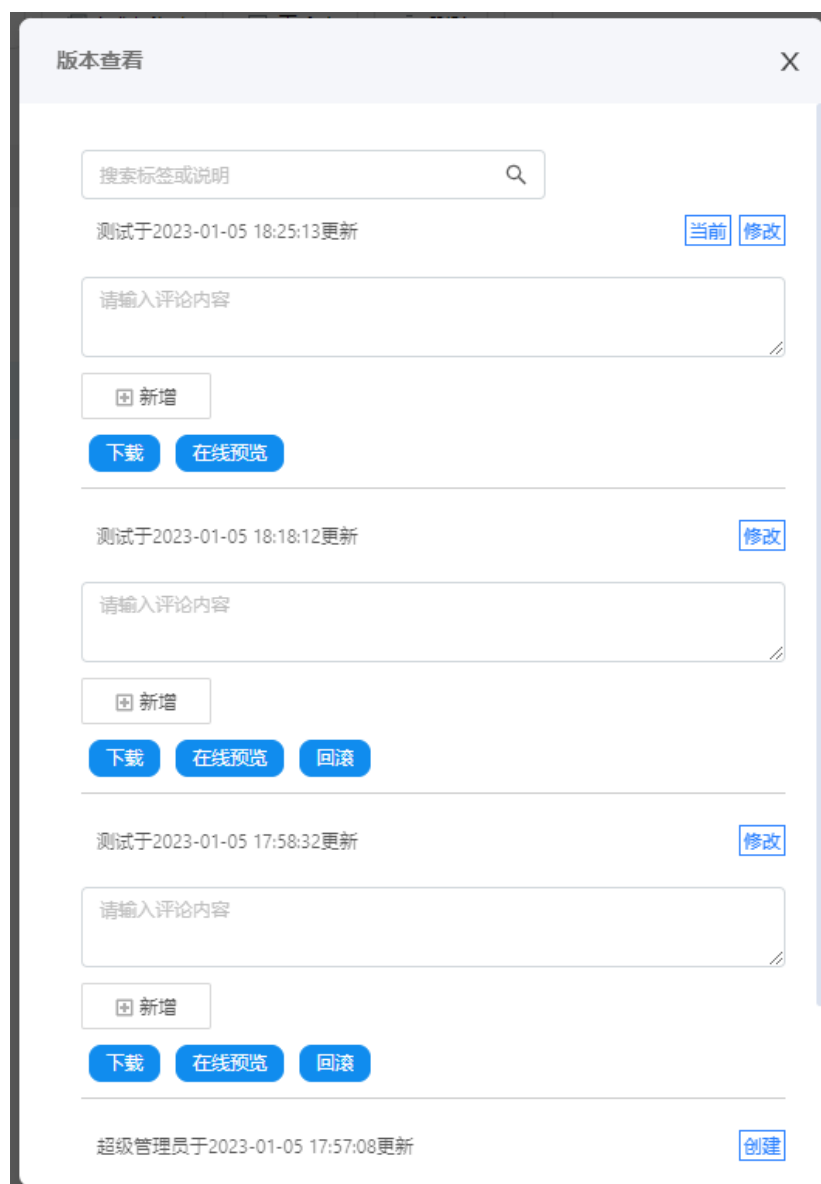 版本查看 X
搜索标签或说明
测试于2023-01-05 18:25:13更新 当前 修改
请输入评论内容
新增
下载 在线预览
测试于2023-01-05 18:18:12更新 修改
请输入评论内容
新增
下载 在线预览 回滚
测试于2023-01-05 17:58:32更新 修改
请输入评论内容
新增
下载 在线预览 回滚
超级管理员于2023-01-05 17:57:08更新 创建